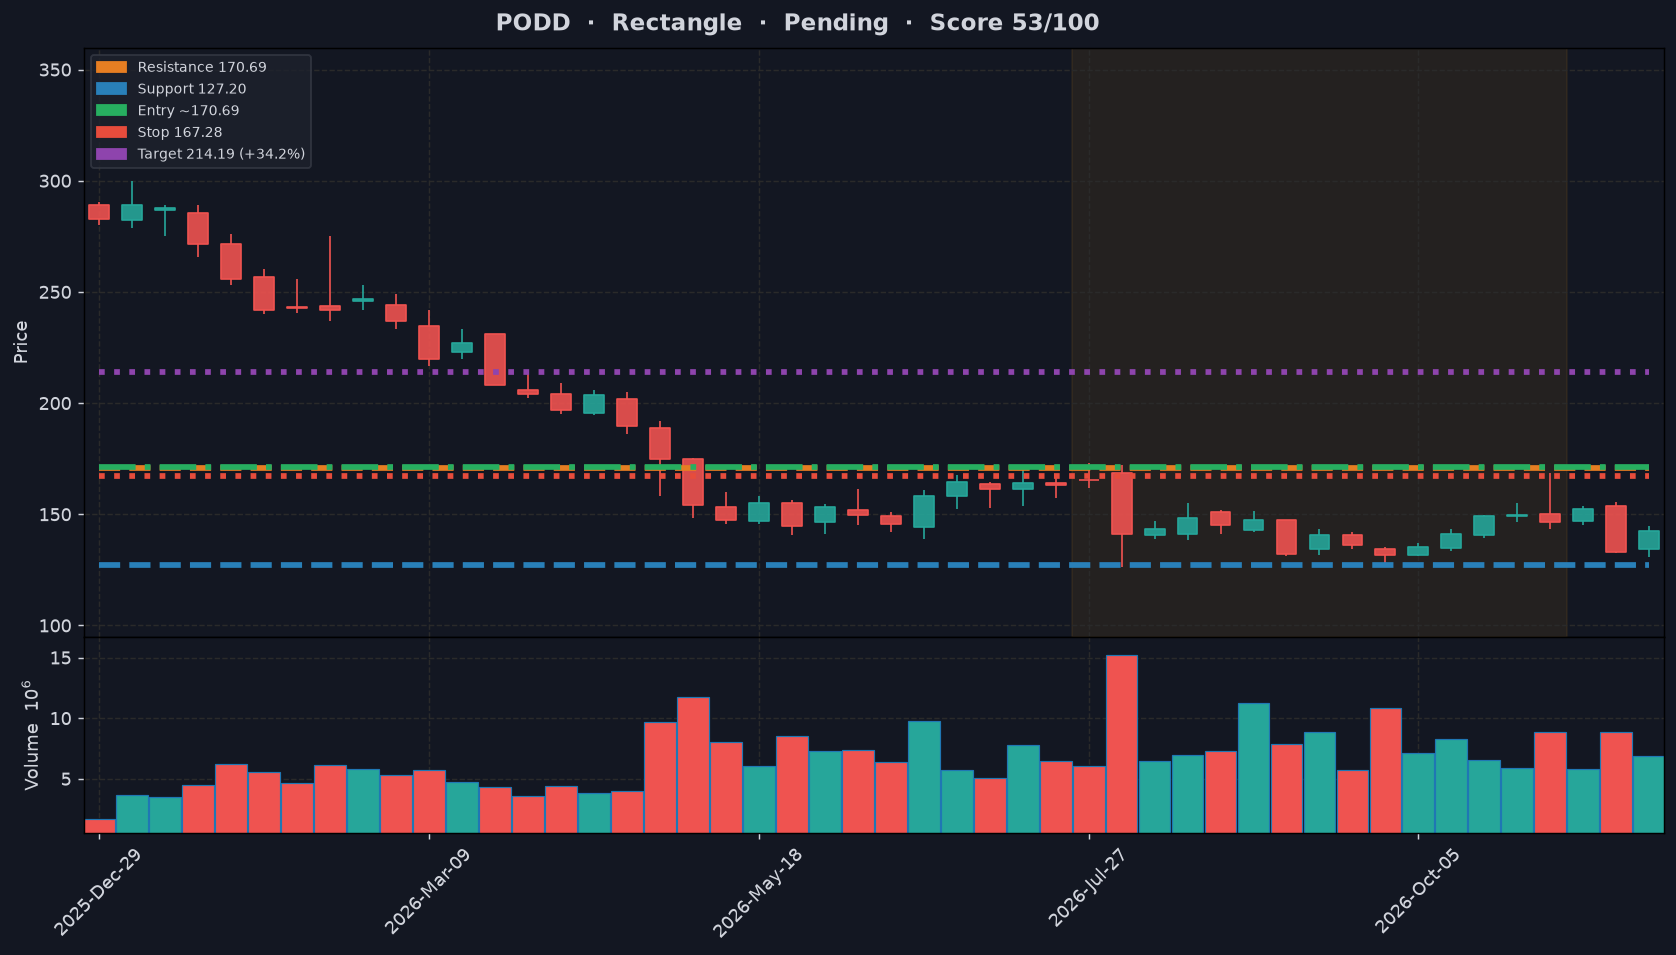 PODD · Rectangle · Pending · Score 53/100
Resistance 170.69
Support 127.20
Entry ~170.69
Stop 167.28
Target 214.19 (+34.2%)
Price
350
300
250
200
150
100
Volume 10⁶
15
10
5
2025-Dec-29
2026-Mar-09
2026-May-18
2026-Jul-27
2026-Oct-05